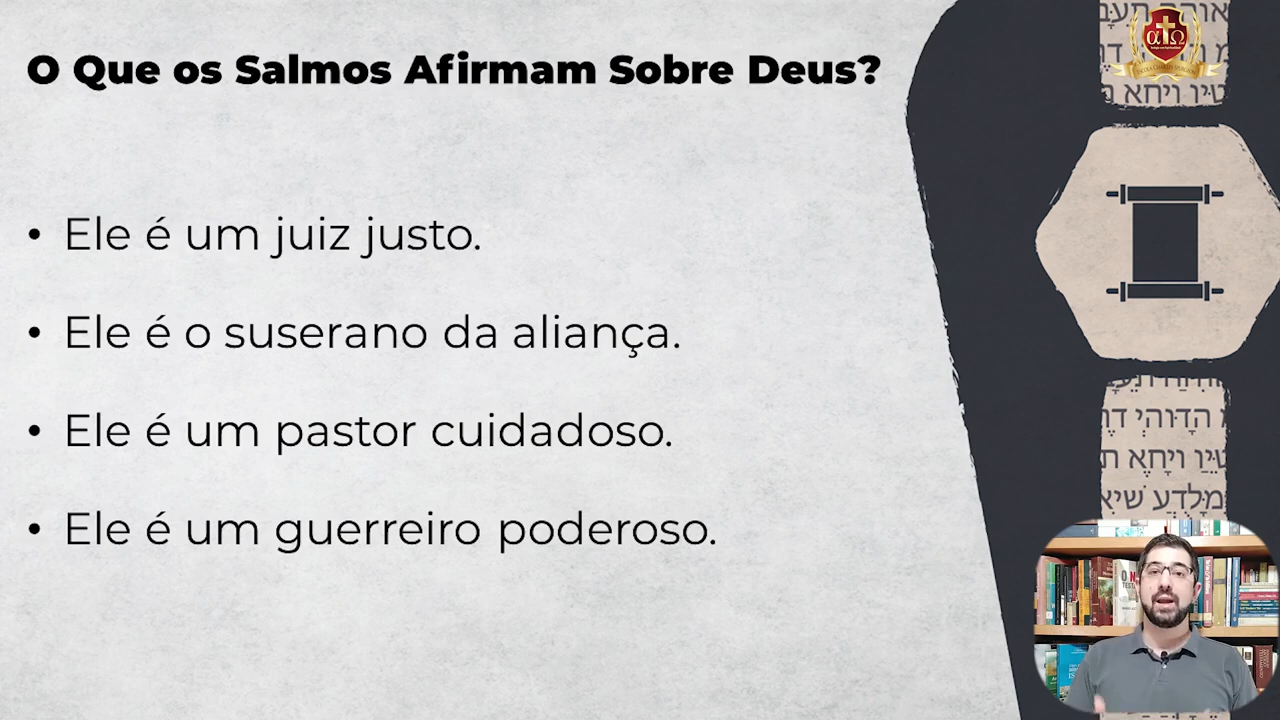 O Que os Salmos Afirmam Sobre Deus?
• Ele é um juiz justo.
• Ele é o suserano da aliança.
• Ele é um pastor cuidadoso.
• Ele é um guerreiro poderoso.
α Ω